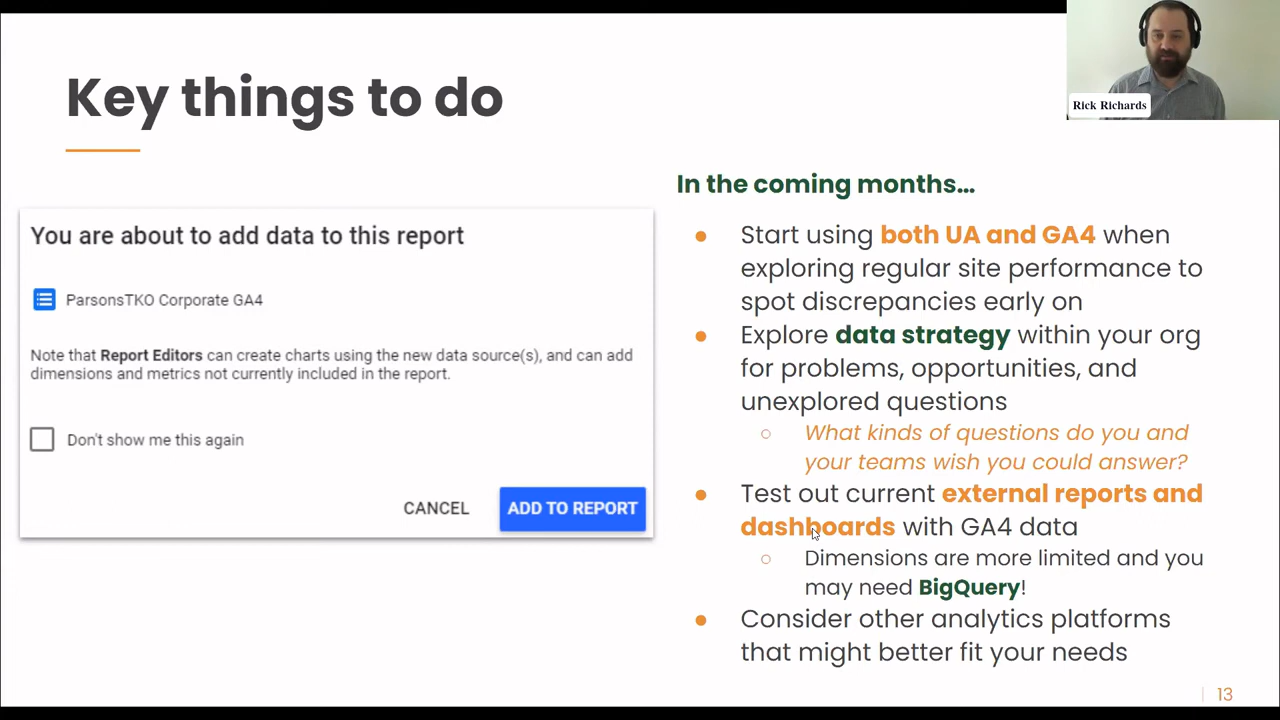 Key things to do
Rick Richards
You are about to add data to this report
ParsonsTKO Corporate GA4
Note that Report Editors can create charts using the new data source(s), and can add
dimensions and metrics not currently included in the report.
Don't show me this again
CANCEL
ADD TO REPORT
In the coming months...
Start using both UA and GA4 when
exploring regular site performance to
spot discrepancies early on
Explore data strategy within your org
for problems, opportunities, and
unexplored questions
What kinds of questions do you and
your teams wish you could answer?
Test out current external reports and
dashboards with GA4 data
Dimensions are more limited and you
may need BigQuery!
Consider other analytics platforms
that might better fit your needs
13